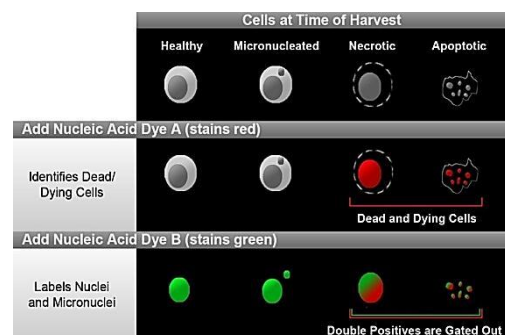 Cells at Time of Harvest
Healthy Micronucleated Necrotic Apoptotic
Add Nucleic Acid Dye A (stains red)
Identifies Dead/
Dying Cells
Dead and Dying Cells
Add Nucleic Acid Dye B (stains green)
Labels Nuclei
and Micronuclei
Double Positives are Gated Out